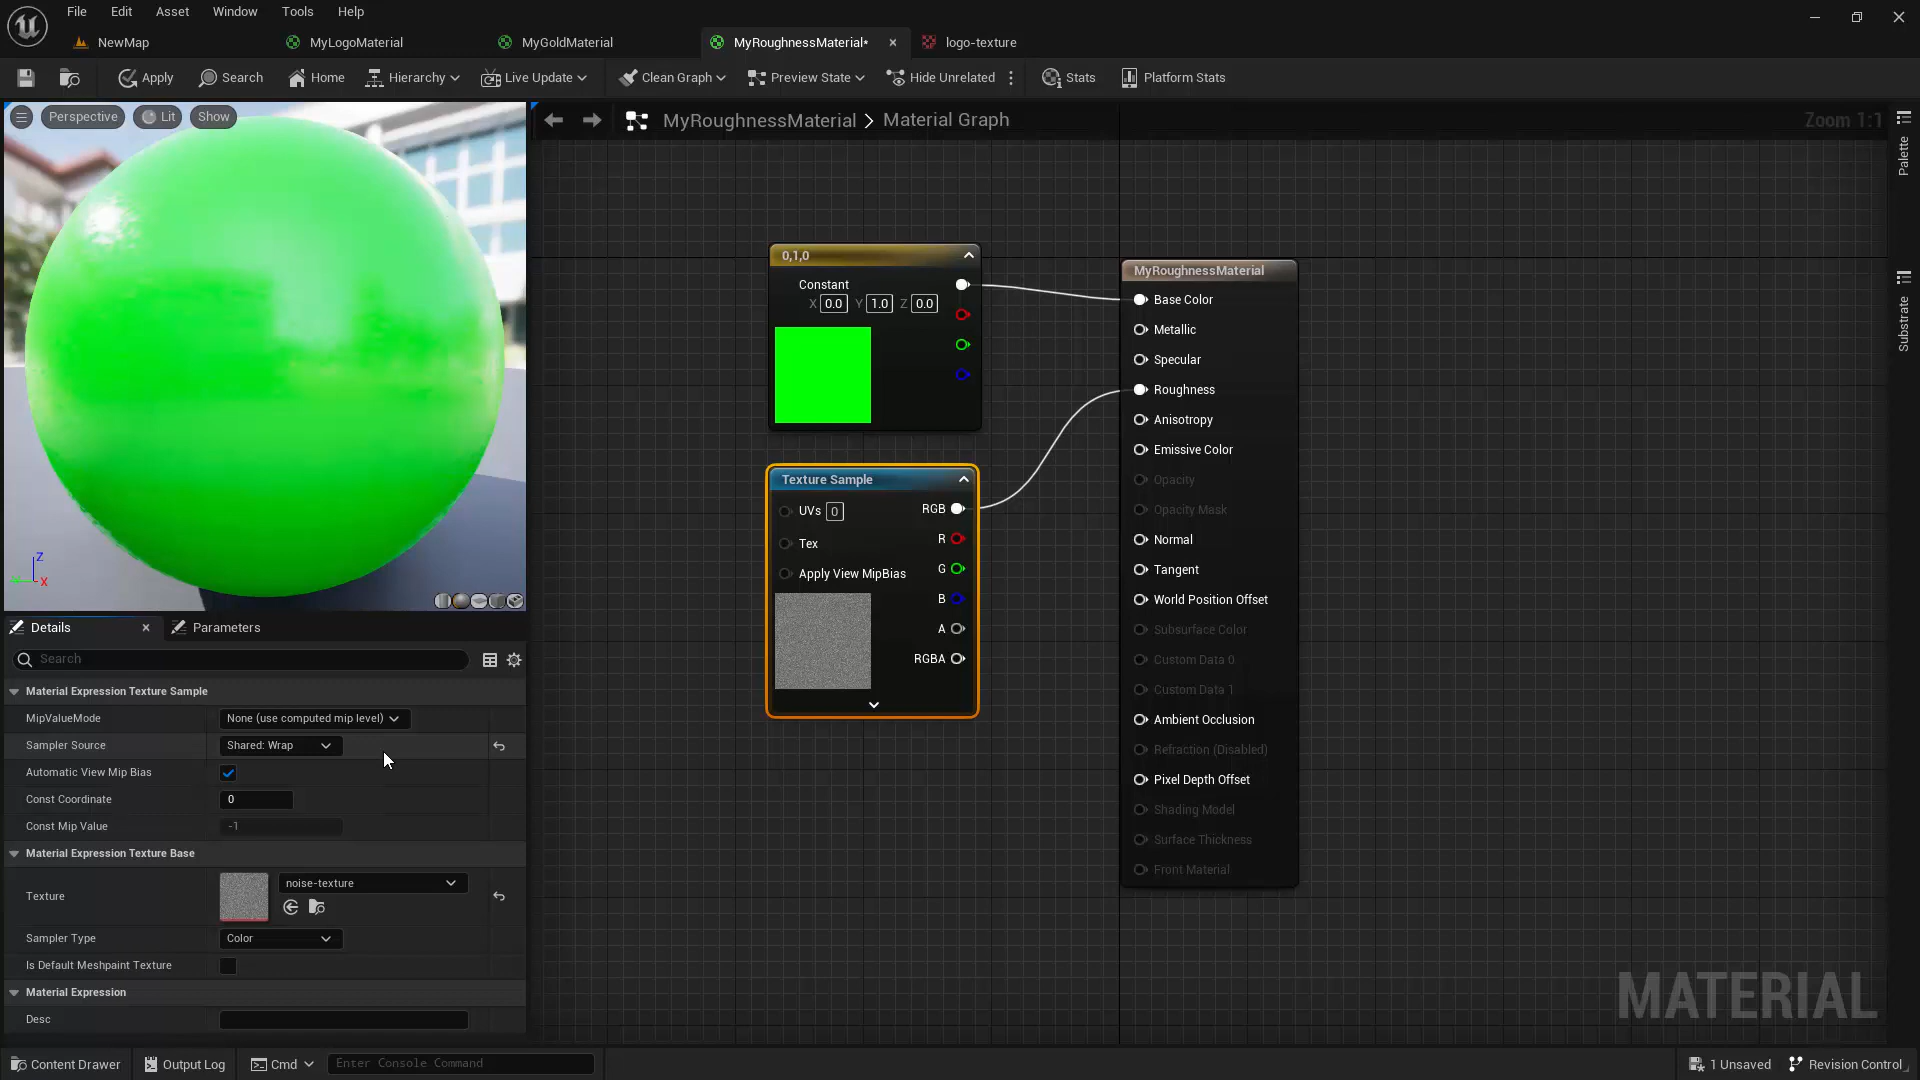 File Edit Asset Window Tools Help
NewMap MyLogoMaterial MyGoldMaterial MyRoughnessMaterial* logo-texture
Apply Search Home Hierarchy Live Update Clean Graph Preview State Hide Unrelated Stats Platform Stats
Perspective Lit Show
MyRoughnessMaterial > Material Graph Zoom 1:1
Palette
Substrate
0,1,0
Constant
X 0.0 Y 1.0 Z 0.0
Texture Sample
UVs 0 RGB
R
Tex
G
Apply View MipBias
B
A
RGBA
MyRoughnessMaterial
Base Color
Metallic
Specular
Roughness
Anisotropy
Emissive Color
Opacity
Opacity Mask
Normal
Tangent
World Position Offset
Subsurface Color
Custom Data 0
Custom Data 1
Ambient Occlusion
Refraction (Disabled)
Pixel Depth Offset
Shading Model
Surface Thickness
Front Material
Z
X
Details Parameters
Search
Material Expression Texture Sample
MipValueMode None (use computed mip level)
Sampler Source Shared: Wrap
Automatic View Mip Bias
Const Coordinate 0
Const Mip Value -1
Material Expression Texture Base
Texture noise-texture
Sampler Type Color
Is Default Meshpaint Texture
Material Expression
Desc
MATERIAL
Content Drawer Output Log Cmd Enter Console Command 1 Unsaved Revision Control